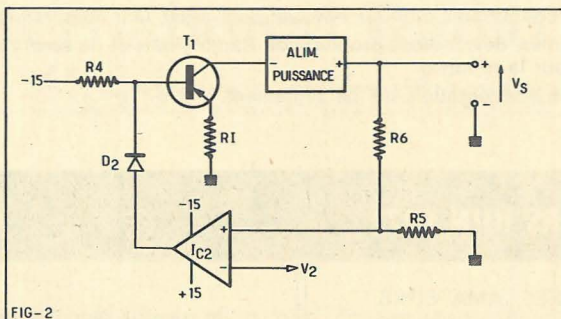 T1
ALIM.
PUISSANCE
-
+
-15
R4
+
VS
-
RI
R6
D2
-15
IC2
+
-
+15
V2
R5
FIG-2